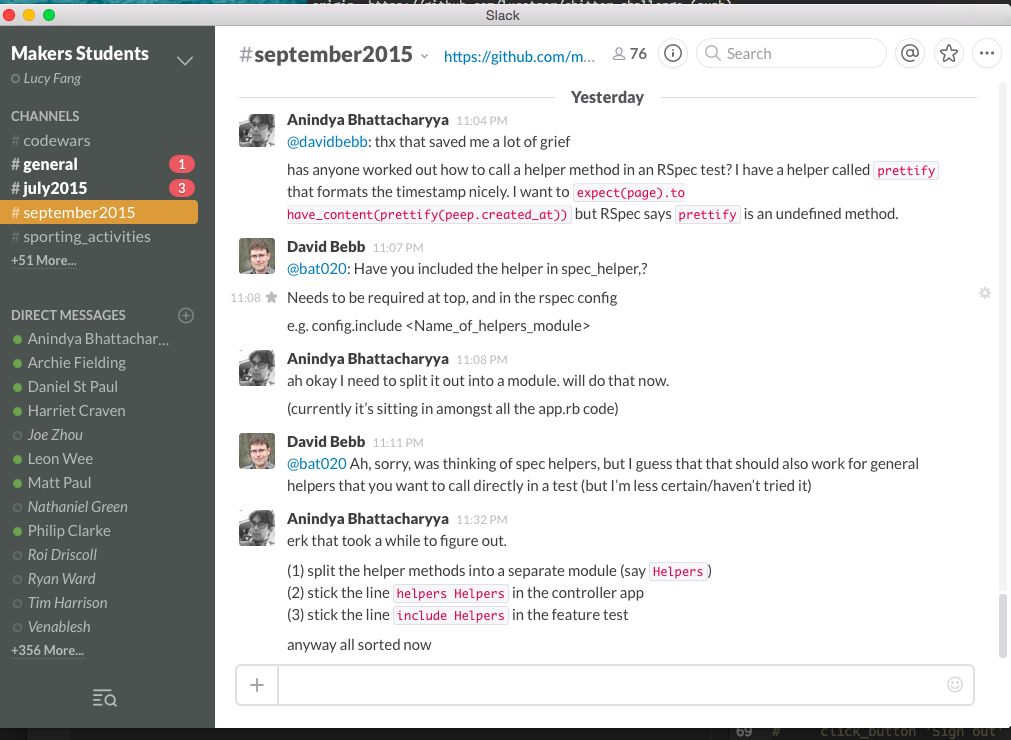 Slack
Makers Students
Lucy Fang
CHANNELS
# codewars
# general 1
# july2015 3
# september2015
# sporting_activities
+51 More...
DIRECT MESSAGES
Anindya Bhattachar...
Archie Fielding
Daniel St Paul
Harriet Craven
Joe Zhou
Leon Wee
Matt Paul
Nathaniel Green
Philip Clarke
Roi Driscoll
Ryan Ward
Tim Harrison
Venablesh
+356 More...
#september2015 https://github.com/m... 76 Search
Yesterday
Anindya Bhattacharyya 11:04 PM
@davidbebb: thx that saved me a lot of grief
has anyone worked out how to call a helper method in an RSpec test? I have a helper called prettify
that formats the timestamp nicely. I want to expect(page).to
have_content(prettify(peep.created_at)) but RSpec says prettify is an undefined method.
David Bebb 11:07 PM
@bat020: Have you included the helper in spec_helper,?
11:08 Needs to be required at top, and in the rspec config
e.g. config.include <Name_of_helpers_module>
Anindya Bhattacharyya 11:08 PM
ah okay I need to split it out into a module. will do that now.
(currently it's sitting in amongst all the app.rb code)
David Bebb 11:11 PM
@bat020 Ah, sorry, was thinking of spec helpers, but I guess that that should also work for general
helpers that you want to call directly in a test (but I'm less certain/haven't tried it)
Anindya Bhattacharyya 11:32 PM
erk that took a while to figure out.
(1) split the helper methods into a separate module (say Helpers)
(2) stick the line helpers Helpers in the controller app
(3) stick the line include Helpers in the feature test
anyway all sorted now
69 # click_button 'Sign out'